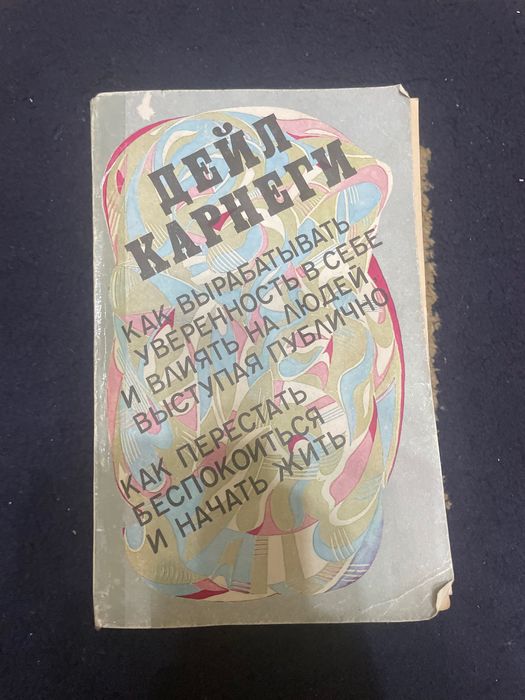 ДЕЙЛ
КАРНЕГИ
КАК ВЫРАБАТЫВАТЬ
УВЕРЕННОСТЬ В СЕБЕ
И ВЛИЯТЬ НА ЛЮДЕЙ
ВЫСТУПАЯ ПУБЛИЧНО
КАК ПЕРЕСТАТЬ
БЕСПОКОИТЬСЯ
И НАЧАТЬ ЖИТЬ